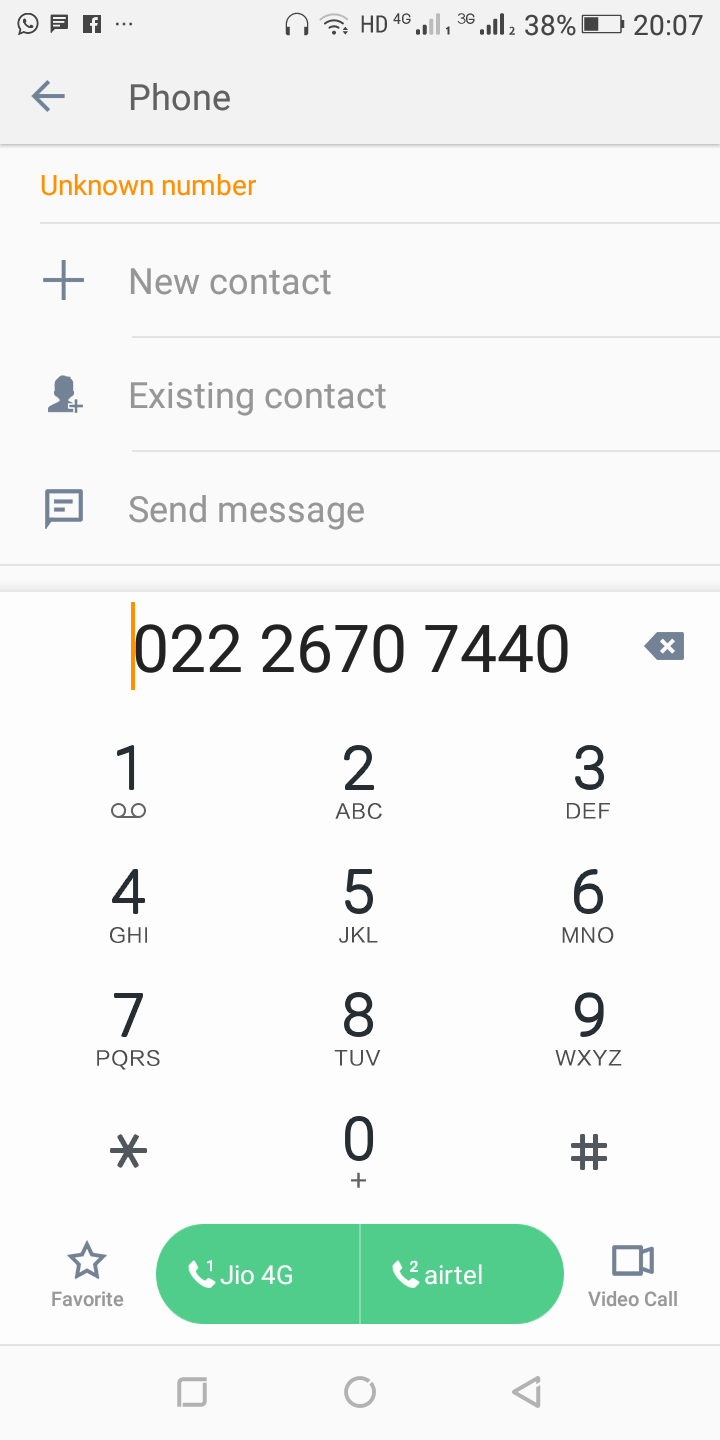 HD 4G 1 3G 2 38% 20:07
Phone
Unknown number
New contact
Existing contact
Send message
022 2670 7440
1 2 3
ABC DEF
4 5 6
GHI JKL MNO
7 8 9
PQRS TUV WXYZ
* 0 #
+
1 Jio 4G 2 airtel
Favorite Video Call